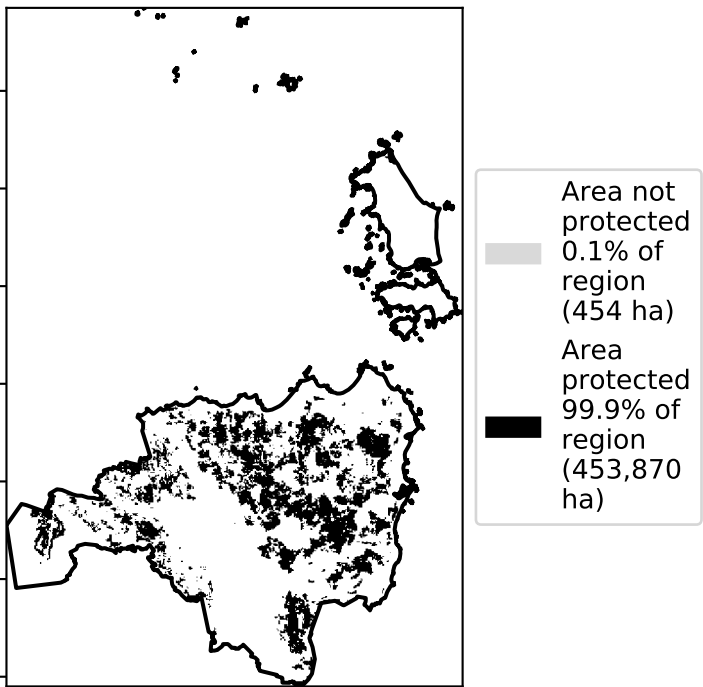 Area not
protected
0.1% of
region
(454 ha)
Area
protected
99.9% of
region
(453,870
ha)